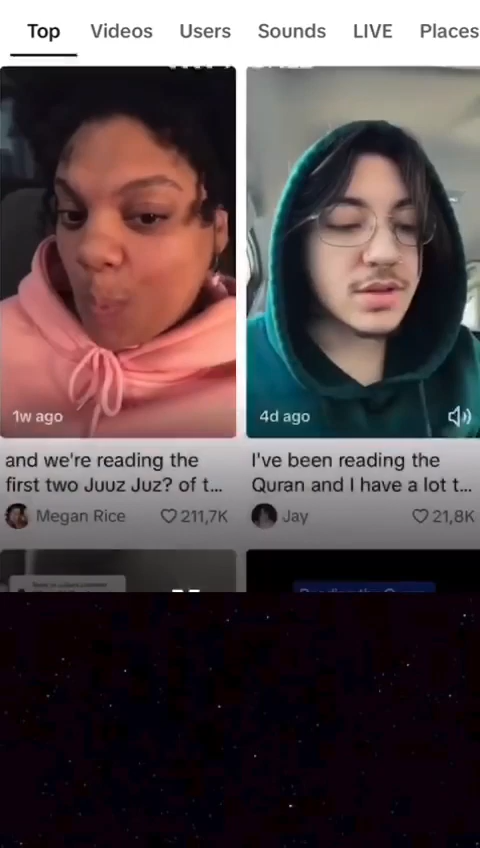 Top Videos Users Sounds LIVE Places
1w ago
and we're reading the
first two Juuz Juz? of t...
Megan Rice 211,7K
4d ago
I've been reading the
Quran and I have a lot t...
Jay 21,8K